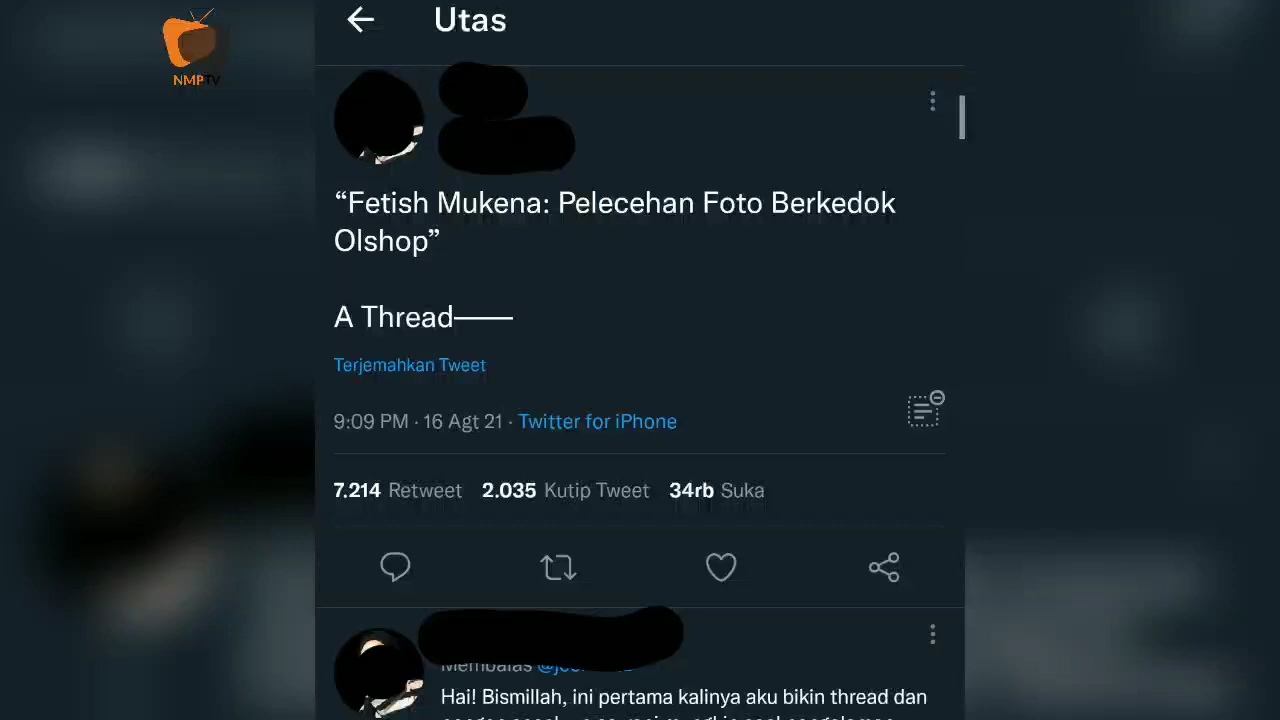 NMPTV
Utas
“Fetish Mukena: Pelecehan Foto Berkedok
Olshop”
A Thread——
Terjemahkan Tweet
9:09 PM · 16 Agt 21 · Twitter for iPhone
7.214 Retweet 2.035 Kutip Tweet 34rb Suka
Membalas
Hai! Bismillah, ini pertama kalinya aku bikin thread dan